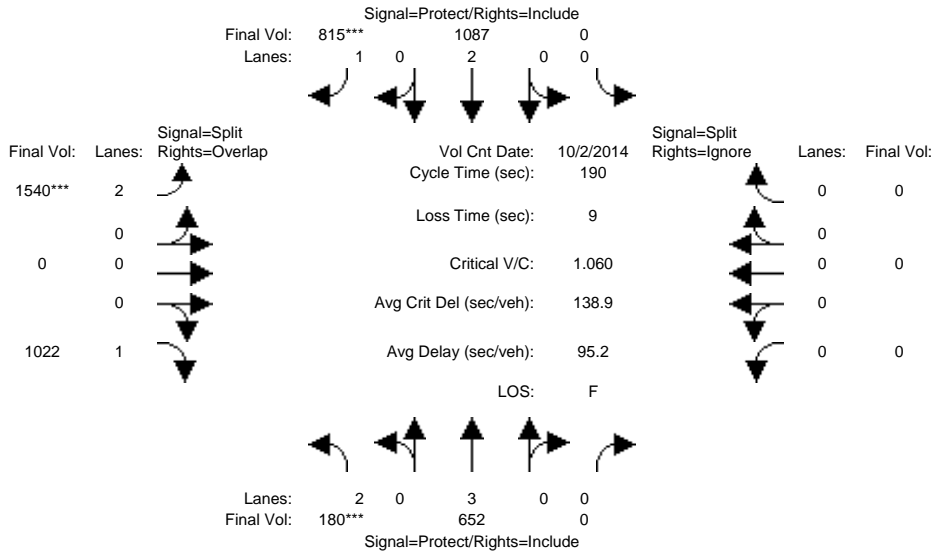 Signal=Protect/Rights=Include
Final Vol: 815*** 1087 0
Lanes: 1 0 2 0 0
Signal=Split Signal=Split
Final Vol: Lanes: Rights=Overlap Vol Cnt Date: 10/2/2014 Rights=Ignore Lanes: Final Vol:
Cycle Time (sec): 190
1540*** 2 0 0
Loss Time (sec): 9
0 0
0 0 Critical V/C: 1.060 0 0
0 Avg Crit Del (sec/veh): 138.9 0
1022 1 Avg Delay (sec/veh): 95.2 0 0
LOS: F
Lanes: 2 0 3 0 0
Final Vol: 180*** 652 0
Signal=Protect/Rights=Include